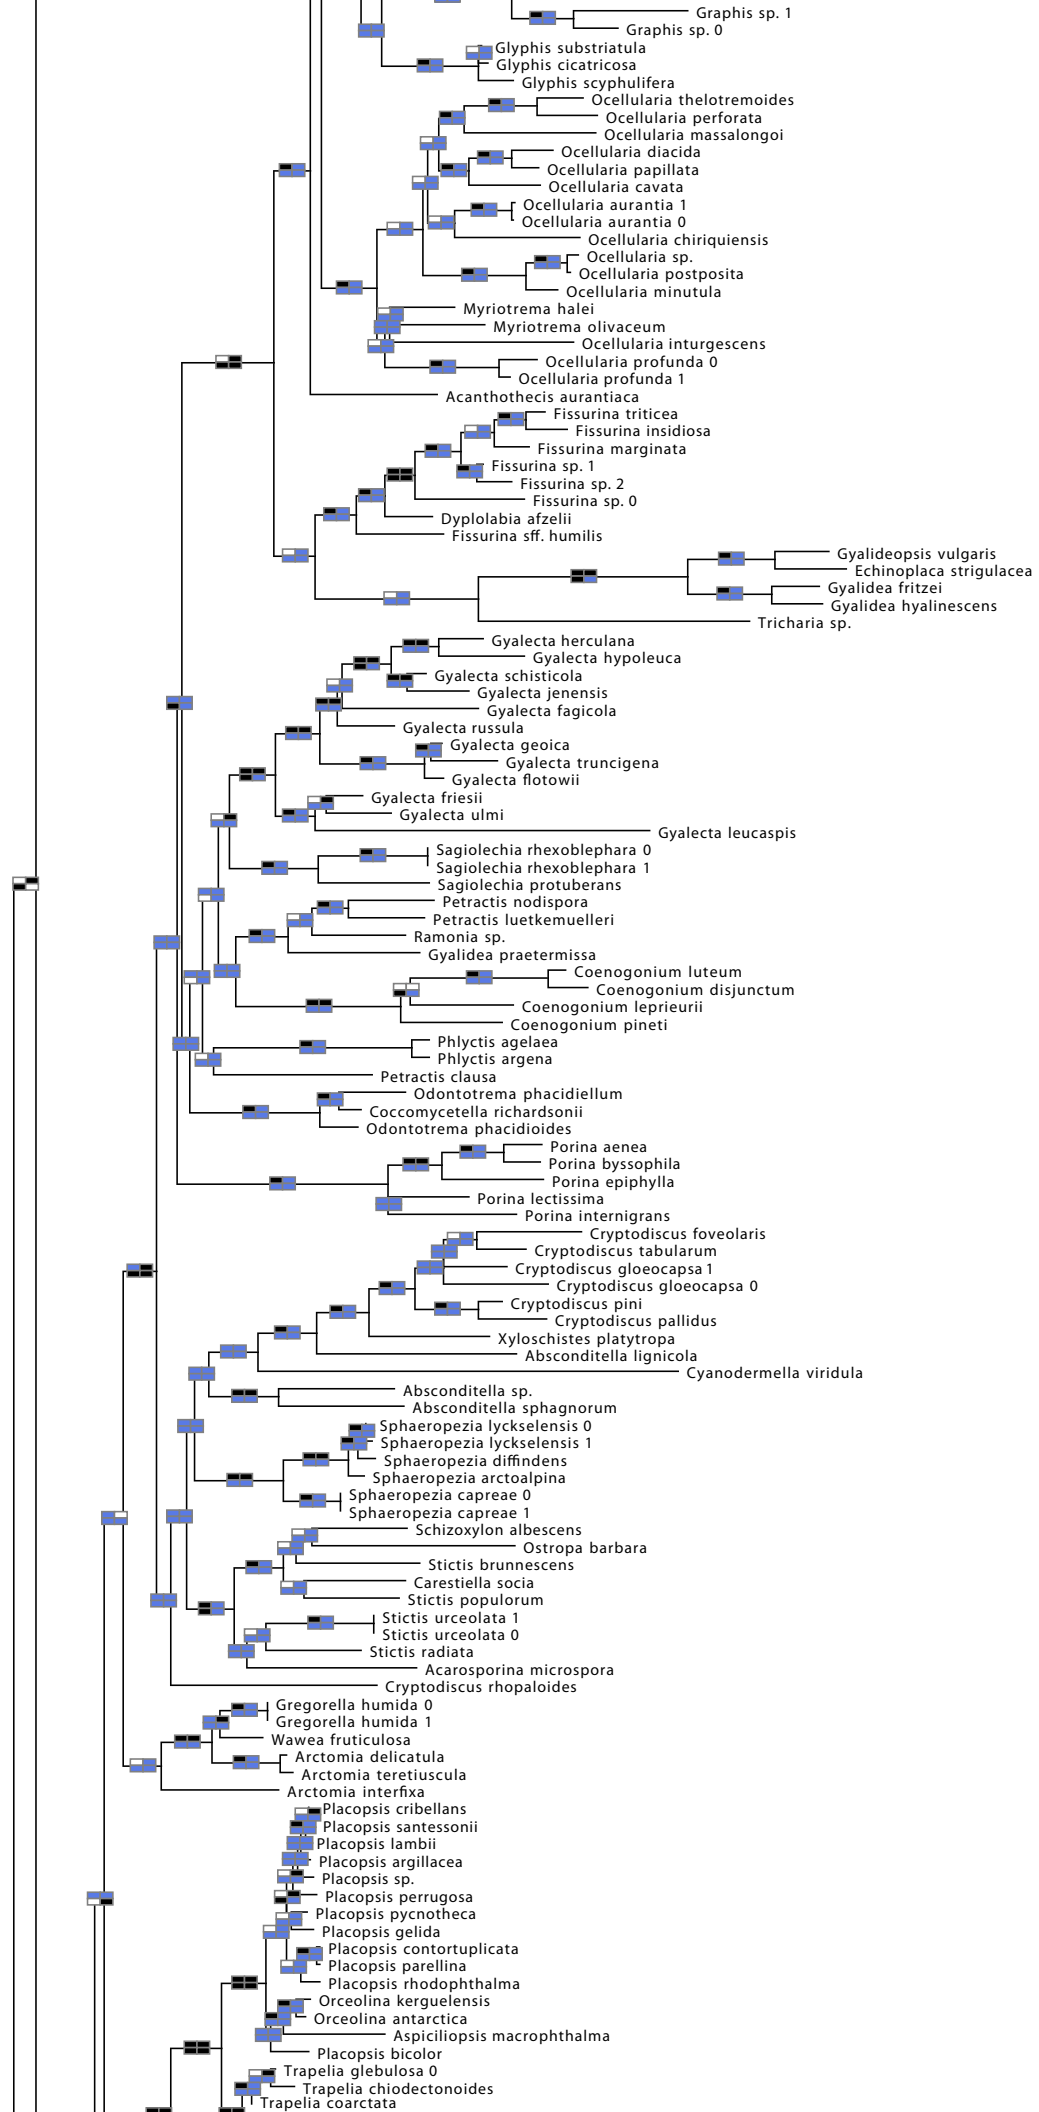 Graphis sp. 1
Graphis sp. 0
Glyphis substriatula
Glyphis cicatricosa
Glyphis scyphulifera
Ocellularia thelotremoides
Ocellularia perforata
Ocellularia massalongoi
Ocellularia diacida
Ocellularia papillata
Ocellularia cavata
Ocellularia aurantia 1
Ocellularia aurantia 0
Ocellularia chiriquiensis
Ocellularia sp.
Ocellularia postposita
Ocellularia minutula
Myriotrema halei
Myriotrema olivaceum
Ocellularia inturgescens
Ocellularia profunda 0
Ocellularia profunda 1
Acanthothecis aurantiaca
Fissurina triticea
Fissurina insidiosa
Fissurina marginata
Fissurina sp. 1
Fissurina sp. 2
Fissurina sp. 0
Dyplolabia afzelii
Fissurina sff. humilis
Gyalideopsis vulgaris
Echinoplaca strigulacea
Gyalidea fritzei
Gyalidea hyalinescens
Tricharia sp.
Gyalecta herculana
Gyalecta hypoleuca
Gyalecta schisticola
Gyalecta jenensis
Gyalecta fagicola
Gyalecta russula
Gyalecta geoica
Gyalecta truncigena
Gyalecta flotowii
Gyalecta friesii
Gyalecta ulmi
Gyalecta leucaspis
Sagiolechia rhexoblephara 0
Sagiolechia rhexoblephara 1
Sagiolechia protuberans
Petractis nodispora
Petractis luetkemuelleri
Ramonia sp.
Gyalidea praetermissa
Coenogonium luteum
Coenogonium disjunctum
Coenogonium leprieurii
Coenogonium pineti
Phlyctis agelaea
Phlyctis argena
Petractis clausa
Odontotrema phacidiellum
Coccomycetella richardsonii
Odontotrema phacidioides
Porina aenea
Porina byssophila
Porina epiphylla
Porina lectissima
Porina internigrans
Cryptodiscus foveolaris
Cryptodiscus tabularum
Cryptodiscus gloeocapsa 1
Cryptodiscus gloeocapsa 0
Cryptodiscus pini
Cryptodiscus pallidus
Xyloschistes platytropa
Absconditella lignicola
Cyanodermella viridula
Absconditella sp.
Absconditella sphagnorum
Sphaeropezia lyckselensis 0
Sphaeropezia lyckselensis 1
Sphaeropezia diffindens
Sphaeropezia arctoalpina
Sphaeropezia capreae 0
Sphaeropezia capreae 1
Schizoxylon albescens
Ostropa barbara
Stictis brunnescens
Carestiella socia
Stictis populorum
Stictis urceolata 1
Stictis urceolata 0
Stictis radiata
Acarosporina microspora
Cryptodiscus rhopaloides
Gregorella humida 0
Gregorella humida 1
Wawea fruticulosa
Arctomia delicatula
Arctomia teretiuscula
Arctomia interfixa
Placopsis cribellans
Placopsis santessonii
Placopsis lambii
Placopsis argillacea
Placopsis sp.
Placopsis perrugosa
Placopsis pycnotheca
Placopsis gelida
Placopsis contortuplicata
Placopsis parellina
Placopsis rhodophthalma
Orceolina kerguelensis
Orceolina antarctica
Aspiciliopsis macrophthalma
Placopsis bicolor
Trapelia glebulosa 0
Trapelia chiodectonoides
Trapelia coarctata